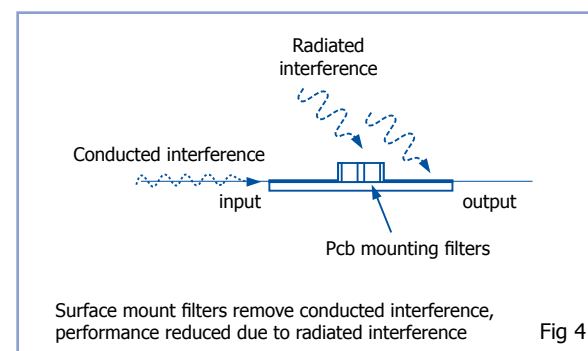 Radiated
interference
Conducted interference
input
output
Pcb mounting filters
Surface mount filters remove conducted interference,
performance reduced due to radiated interference
Fig 4